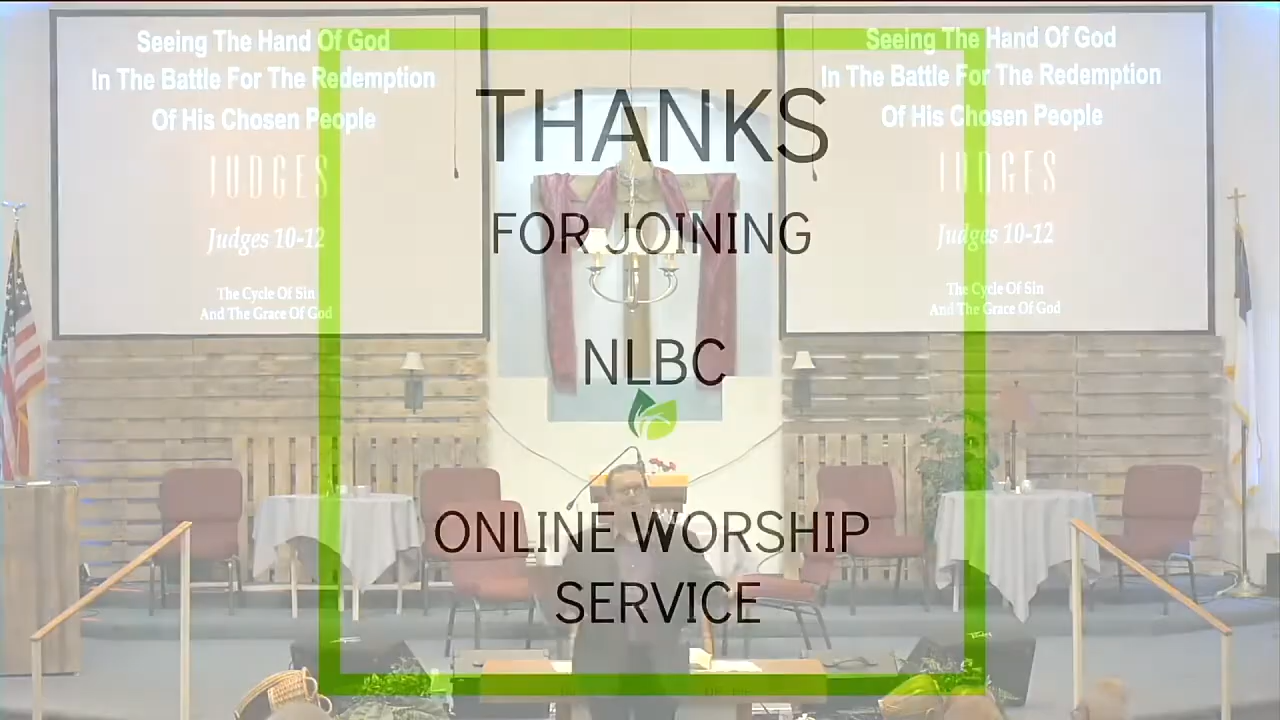 Seeing The Hand Of God
In The Battle For The Redemption
Of His Chosen People
JUDGES
Judges 10-12
The Cycle Of Sin
And The Grace Of God
THANKS
FOR JOINING
NLBC
ONLINE WORSHIP
SERVICE
Seeing The Hand Of God
In The Battle For The Redemption
Of His Chosen People
JUDGES
Judges 10-12
The Cycle Of Sin
And The Grace Of God